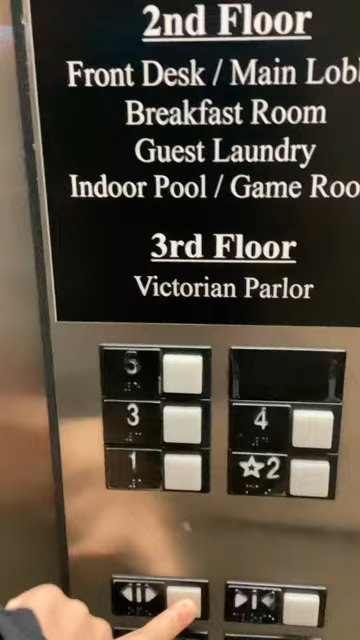 2nd Floor
Front Desk / Main Lobb
Breakfast Room
Guest Laundry
Indoor Pool / Game Roo
3rd Floor
Victorian Parlor
5
3 4
1 ☆2